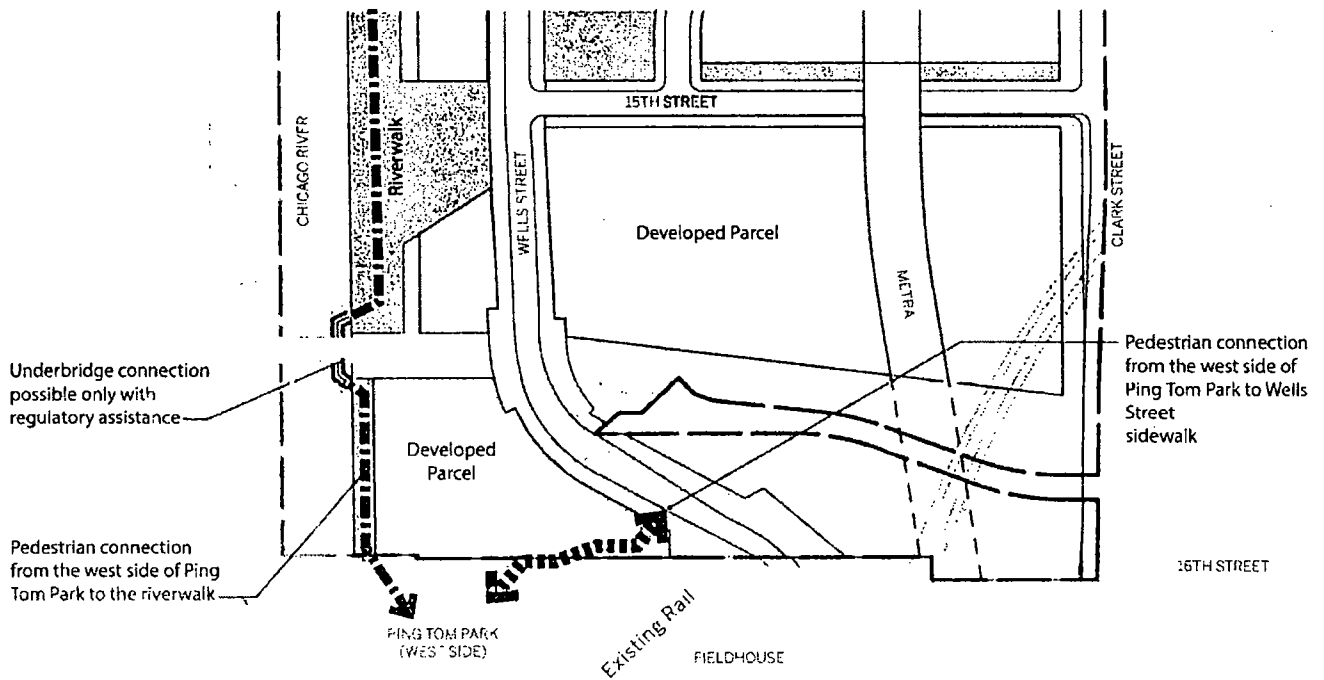 15TH STREET
CHICAGO RIVER
Riverwalk
WELLS STREET
CLARK STREET
Developed Parcel
METRA
Pedestrian connection
from the west side of
Ping Tom Park to Wells
Street
sidewalk
Underbridge connection
possible only with
regulatory assistance
Developed
Parcel
Pedestrian connection
from the west side of Ping
Tom Park to the riverwalk
16TH STREET
PING TOM PARK
(WEST SIDE)
Existing Rail
FIELDHOUSE